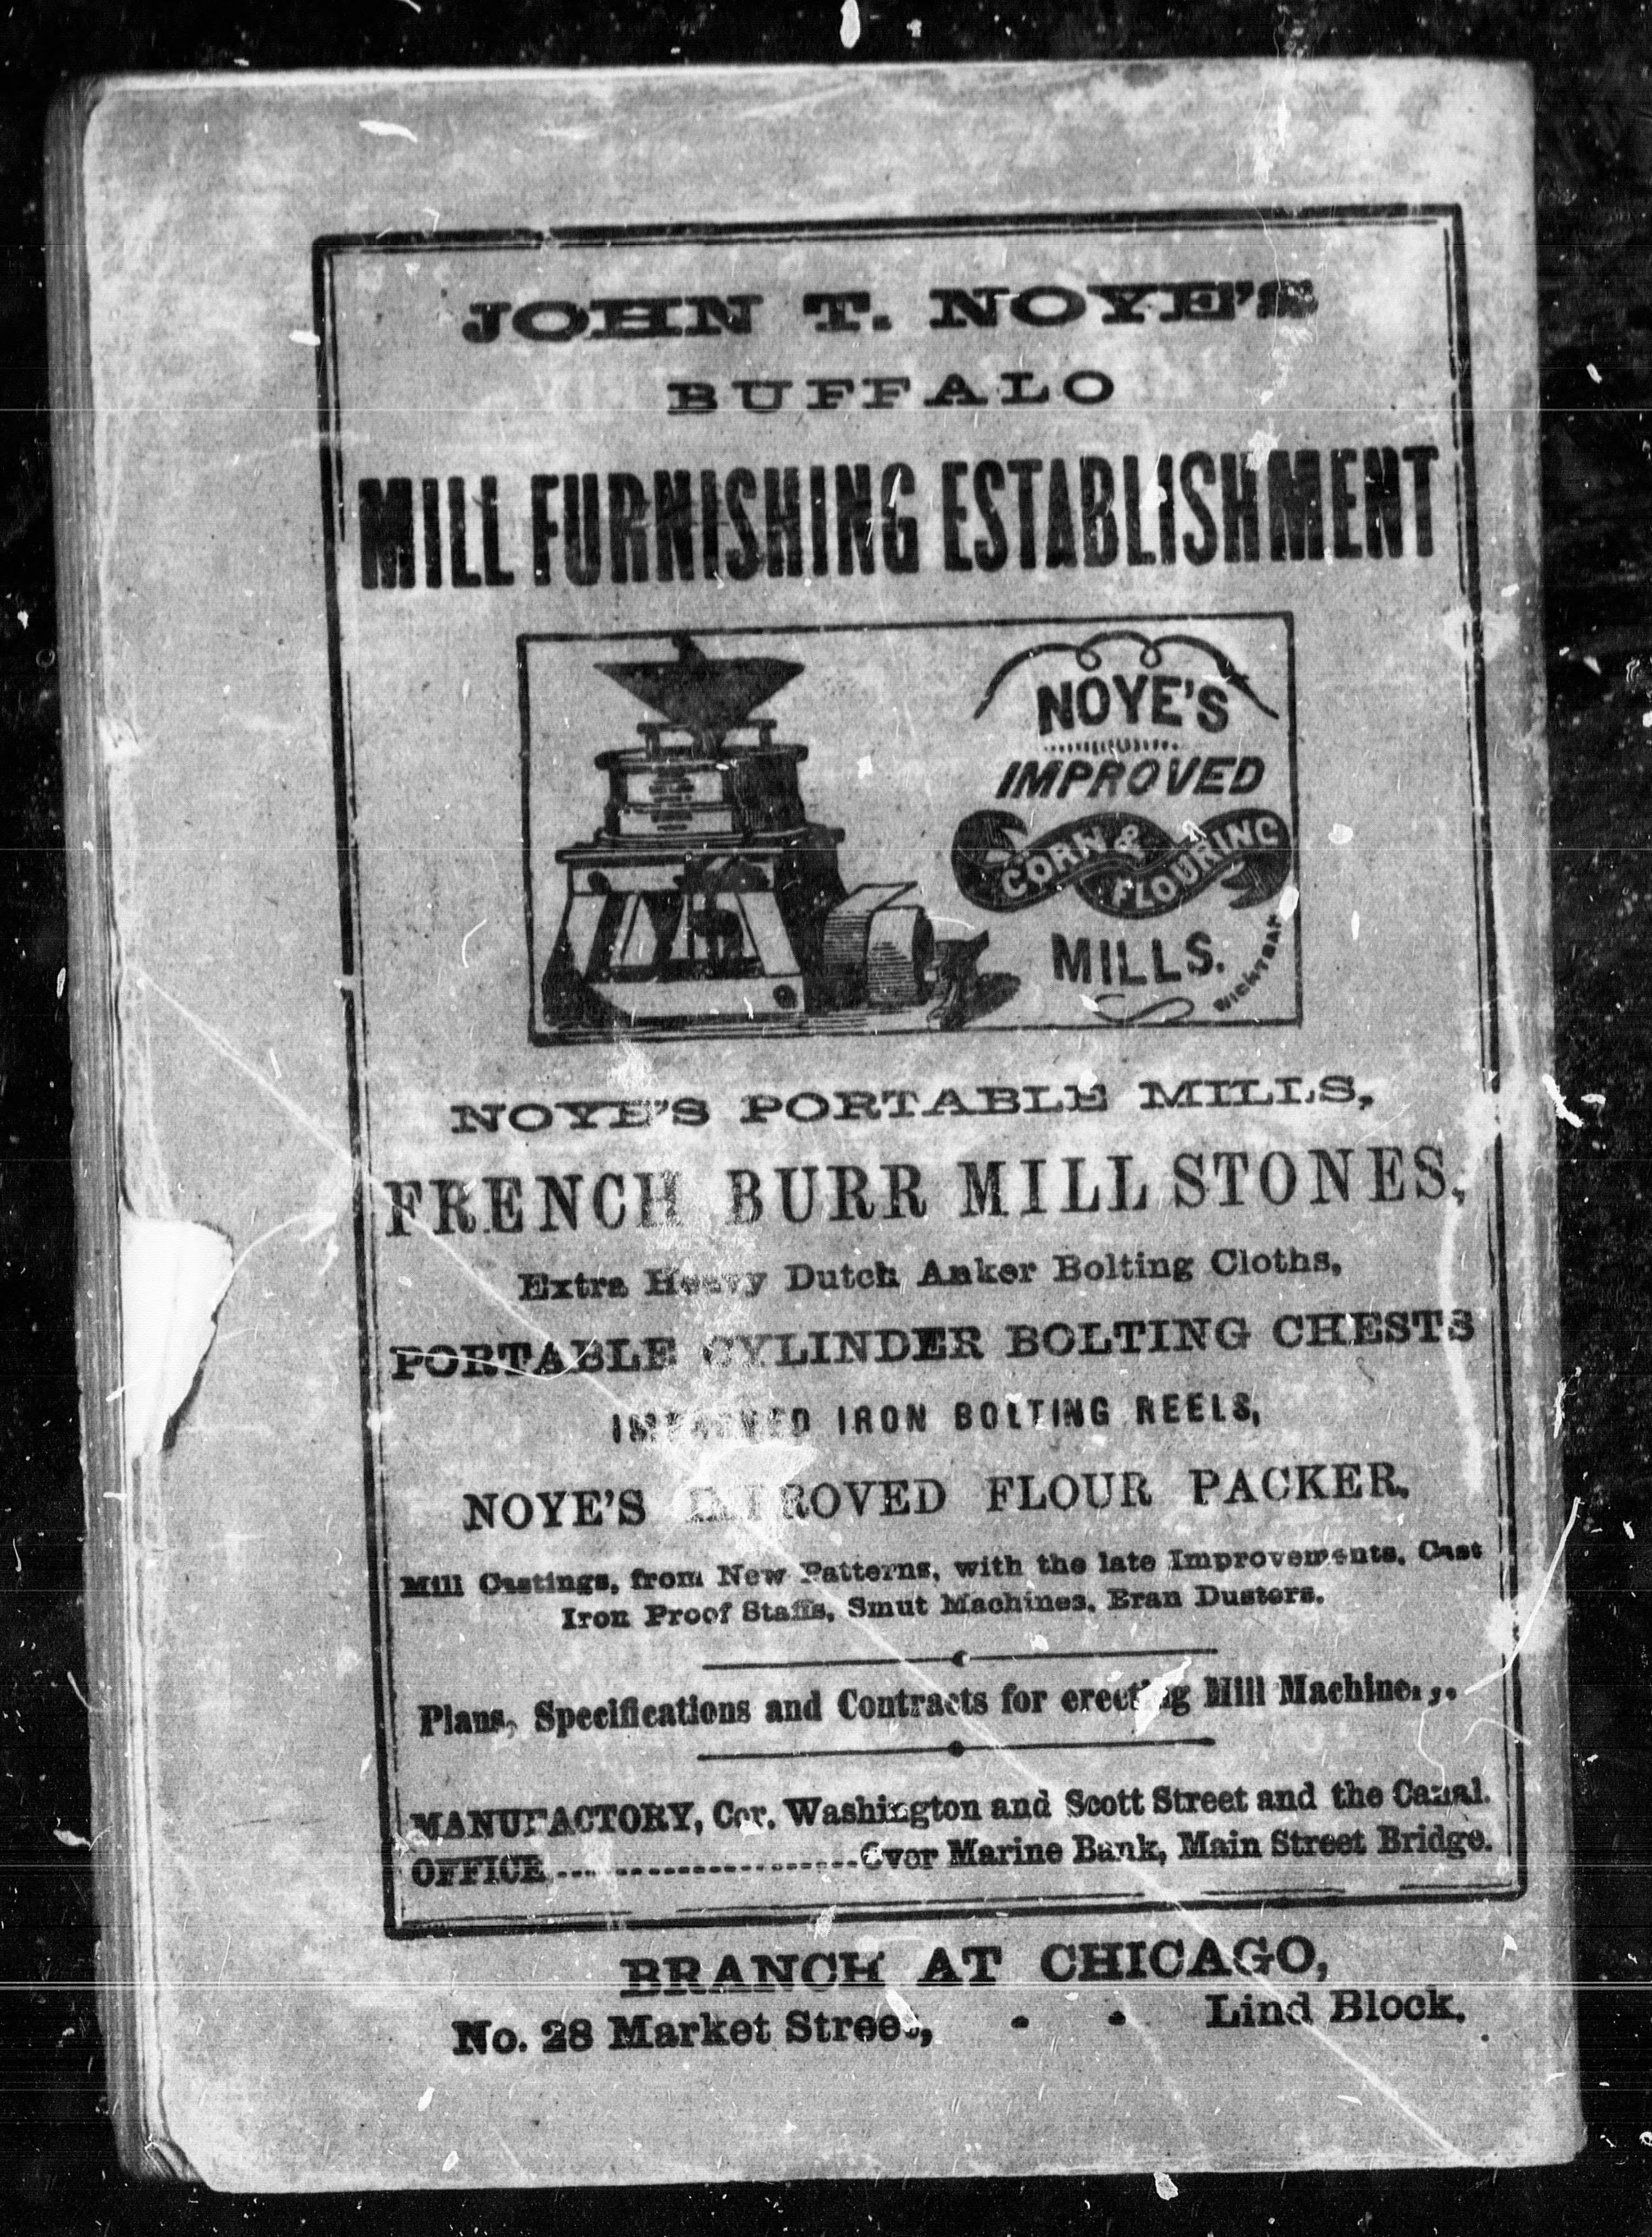 JOHN T. NOYE'S
BUFFALO
MILL FURNISHING ESTABLISHMENT
NOYE'S
IMPROVED
CORN &
FLOURING
MILLS.
NOYE'S PORTABLE MILLS,
FRENCH BURR MILL STONES,
Extra Heavy Dutch Anker Bolting Cloths,
PORTABLE CYLINDER BOLTING CHESTS
IRON BOLTING REELS,
NOYE'S IMPROVED FLOUR PACKER,
Mill Castings, from New Patterns, with the late Improvements, Cast
Iron Proof Staffs, Smut Machines, Bran Dusters.
Plans, Specifications and Contracts for erecting Mill Machinery.
MANUFACTORY, Cor. Washington and Scott Street and the Canal.
OFFICE........................Over Marine Bank, Main Street Bridge.
BRANCH AT CHICAGO,
No. 28 Market Street, - - Lind Block.